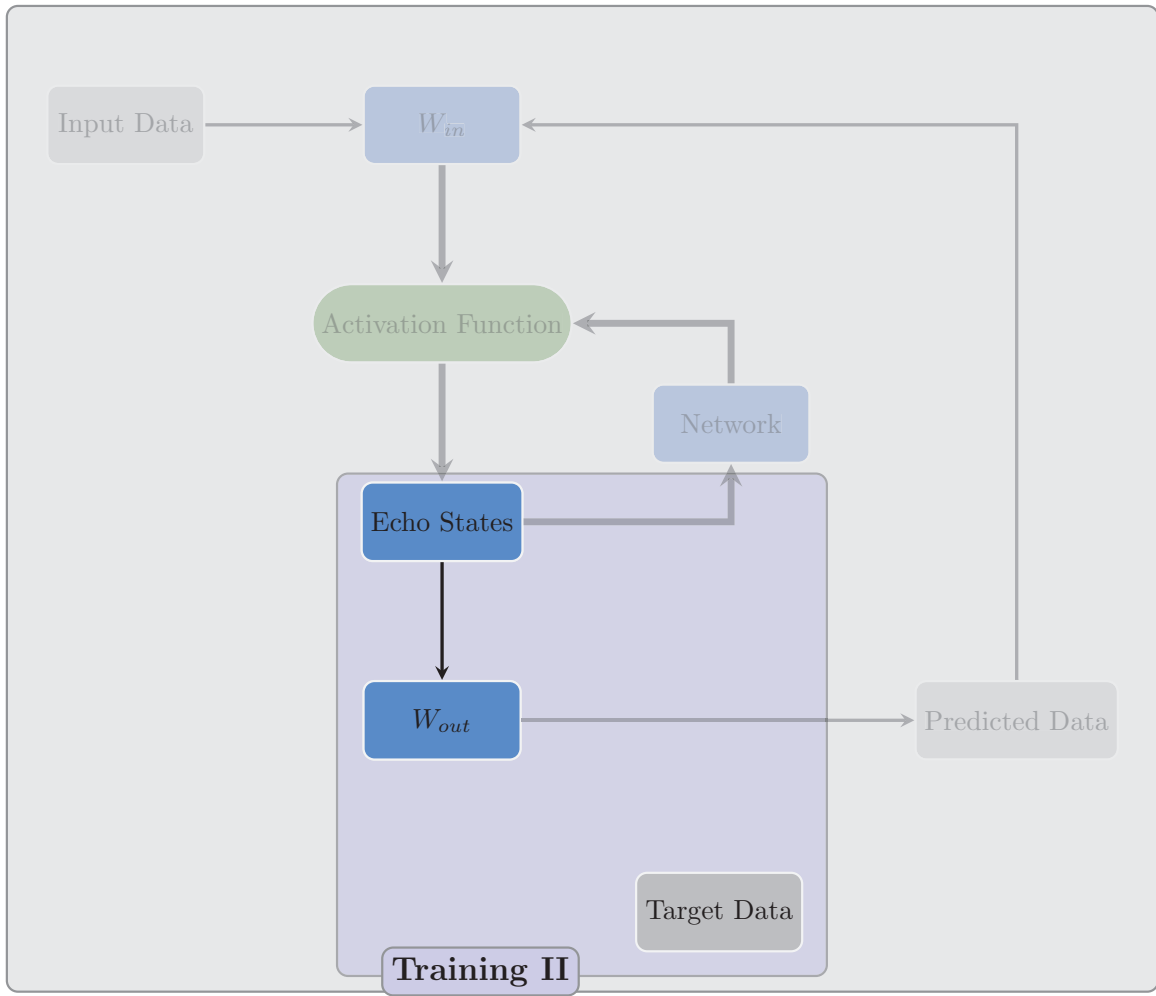 Input Data
W_in
Activation Function
Network
Echo States
W_out
Predicted Data
Target Data
Training II